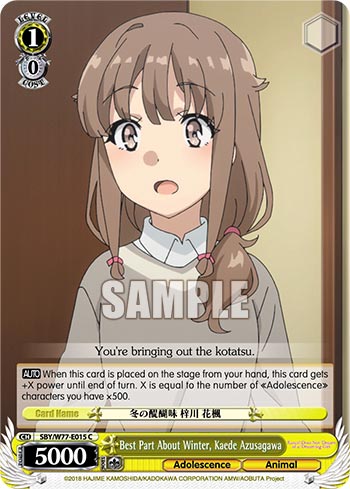 LEVEL
1
0
COST
SAMPLE
You're bringing out the kotatsu.
AUTO When this card is placed on the stage from your hand, this card gets
+X power until end of turn. X is equal to the number of «Adolescence»
characters you have ×500.
Card Name 冬の醍醐味 梓川 花楓
CH SBY/W77-E015 C
Best Part About Winter, Kaede Azusagawa
5000
Adolescence Animal
©2018 HAJIME KAMOSHIDA/KADOKAWA CORPORATION AMW/AOBUTA Project